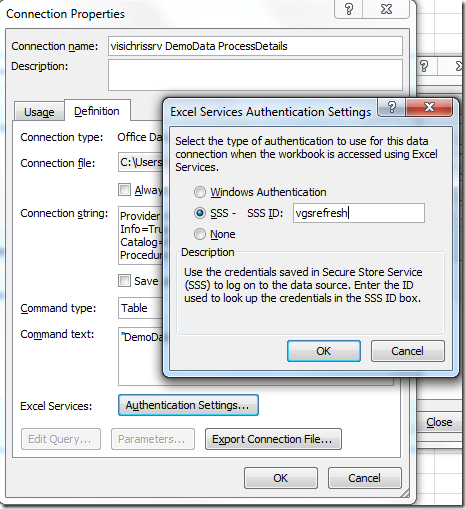 Connection Properties
Connection name: visichrissrv DemoData ProcessDetails
Description:
Usage Definition
Connection type: Office Da
Connection file: C:\Users
Alway
Connection string: Provider
Info=Tru
Catalog=
Procedur
Save
Command type: Table
Command text: "DemoDa
Excel Services: Authentication Settings...
Edit Query... Parameters... Export Connection File...
OK Cancel
Excel Services Authentication Settings
Select the type of authentication to use for this data
connection when the workbook is accessed using Excel
Services.
Windows Authentication
SSS - SSS ID: vgsrefresh
None
Description
Use the credentials saved in Secure Store Service
(SSS) to log on to the data source. Enter the ID
used to look up the credentials in the SSS ID box.
OK Cancel
Close